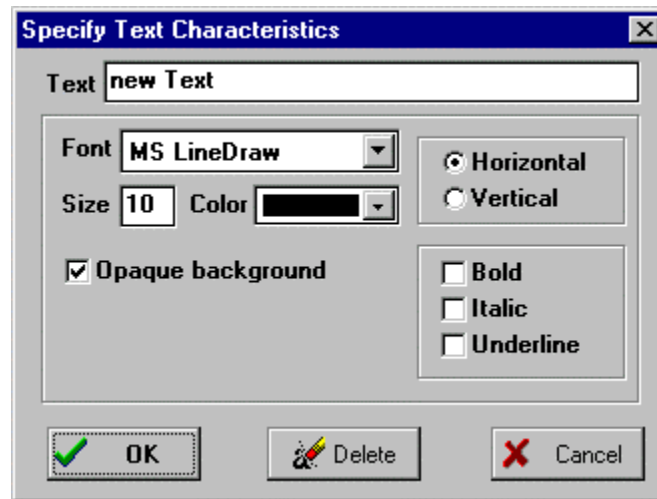 Specify Text Characteristics
Text new Text
Font MS LineDraw
Horizontal
Size 10 Color
Vertical
Opaque background
Bold
Italic
Underline
OK Delete Cancel